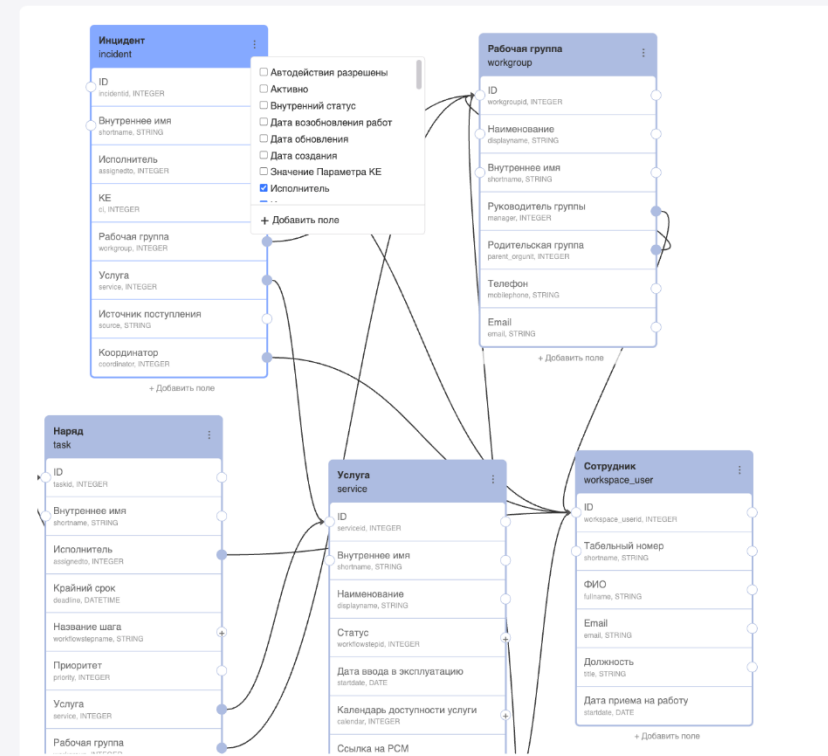 Инцидент
incident
ID
incidentid, INTEGER
Внутреннее имя
shortname, STRING
Исполнитель
assignedto, INTEGER
КЕ
ci, INTEGER
Рабочая группа
workgroup, INTEGER
Услуга
service, INTEGER
Источник поступления
source, STRING
Координатор
coordinator, INTEGER
+ Добавить поле
Автодействия разрешены
Активно
Внутренний статус
Дата возобновления работ
Дата обновления
Дата создания
Значение Параметра КЕ
Исполнитель
+ Добавить поле
Рабочая группа
workgroup
ID
workgroupid, INTEGER
Наименование
displayname, STRING
Внутреннее имя
shortname, STRING
Руководитель группы
manager, INTEGER
Родительская группа
parent_orgunit, INTEGER
Телефон
mobilephone, STRING
Email
email, STRING
+ Добавить поле
Наряд
task
ID
taskid, INTEGER
Внутреннее имя
shortname, STRING
Исполнитель
assignedto, INTEGER
Крайний срок
deadline, DATETIME
Название шага
workflowstepname, STRING
Приоритет
priority, INTEGER
Услуга
service, INTEGER
Рабочая группа
Услуга
service
ID
serviceid, INTEGER
Внутреннее имя
shortname, STRING
Наименование
displayname, STRING
Статус
workflowstepid, INTEGER
Дата ввода в эксплуатацию
startdate, DATE
Календарь доступности услуги
calendar, INTEGER
Ссылка на РСМ
Сотрудник
workspace_user
ID
workspace_userid, INTEGER
Табельный номер
shortname, STRING
ФИО
fullname, STRING
Email
email, STRING
Должность
title, STRING
Дата приема на работу
startdate, DATE
+ Добавить поле